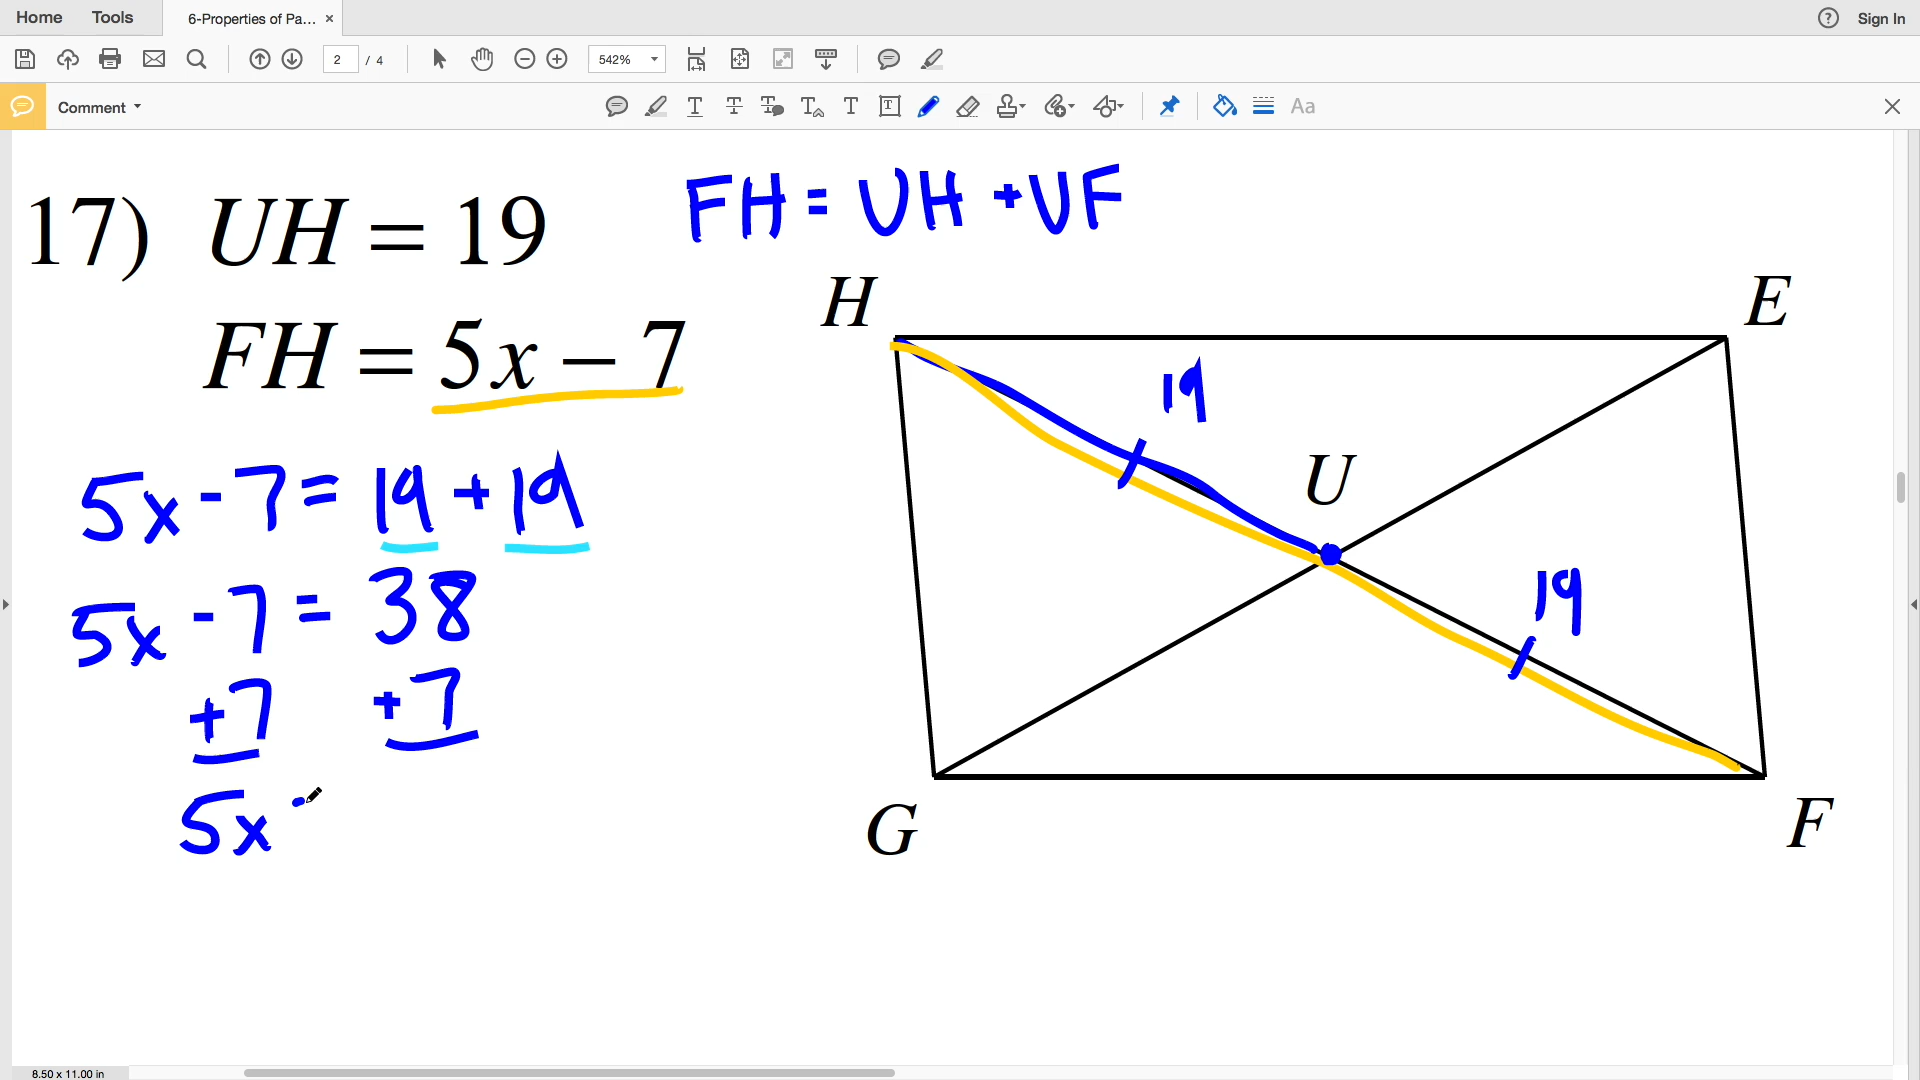 Home Tools 6-Properties of Pa... × ? Sign In
2 / 4 542%
Comment T T T T T T Aa
17) UH = 19
FH = 5x − 7
FH = UH + UF
5x - 7 = 19 + 19
5x - 7 = 38
+7 +7
5x -
H
E
19
U
19
G
F
8.50 x 11.00 in